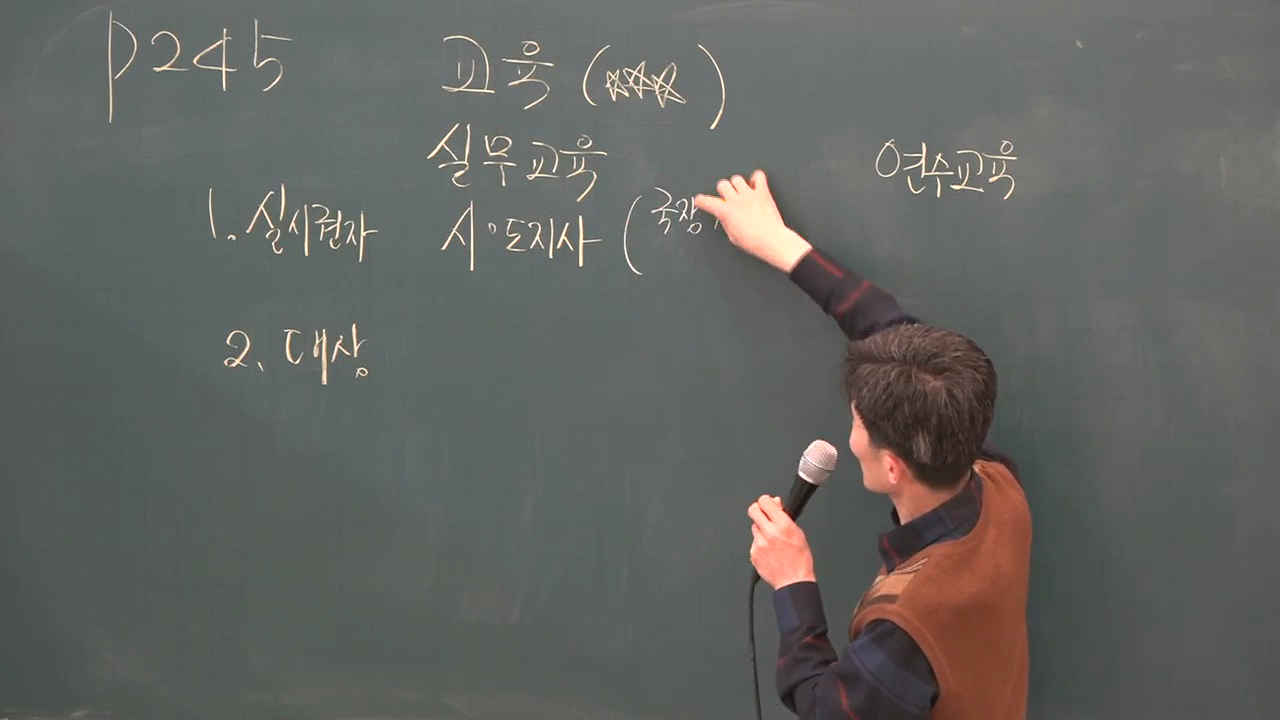 P245 교육 (☆☆☆)
실무교육 연수교육
1. 실시권자 시·도지사 (국장
2. 대상